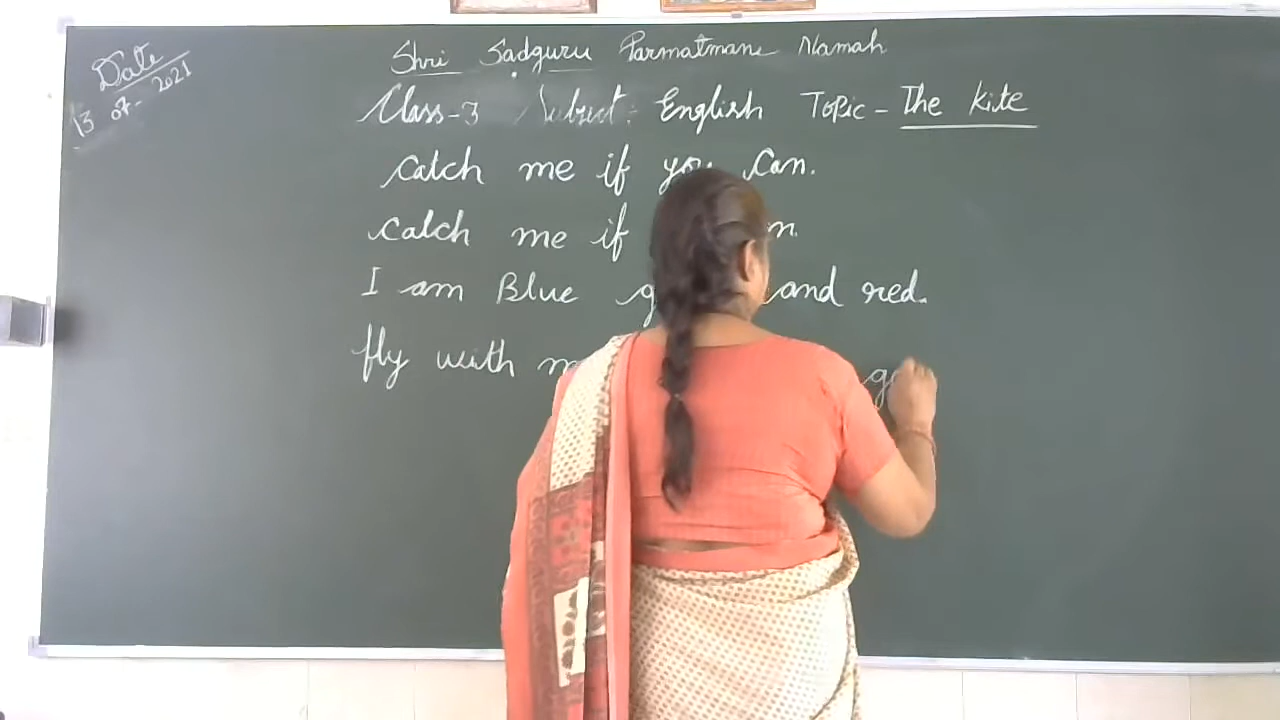 Date
13 07-2021
Shri Sadguru Parmatmane Namah
Class-3 Subject: English Topic - The kite
catch me if you can.
catch me if
I am Blue and red.
fly with